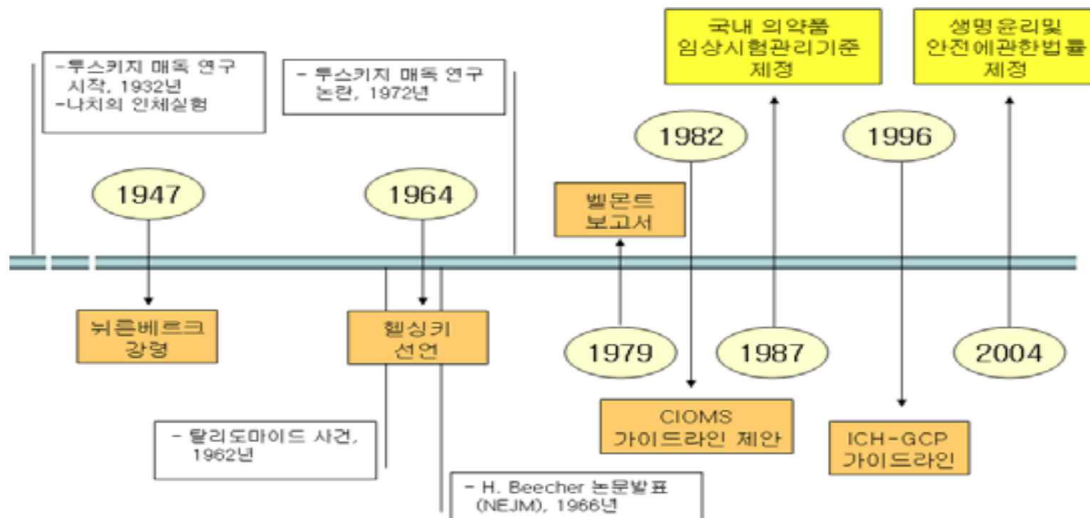 -투스키지 매독 연구
시작, 1932년
-나치의 인체실험
- 투스키지 매독 연구
논란, 1972년
국내 의약품
임상시험관리기준
제정
생명윤리및
안전에관한법률
제정
1947
1964
1982
1996
벨몬트
보고서
뉘른베르크
강령
헬싱키
선언
1979
1987
2004
- 탈리도마이드 사건,
1962년
CIOMS
가이드라인 제안
ICH-GCP
가이드라인
- H. Beecher 논문발표
(NEJM), 1966년